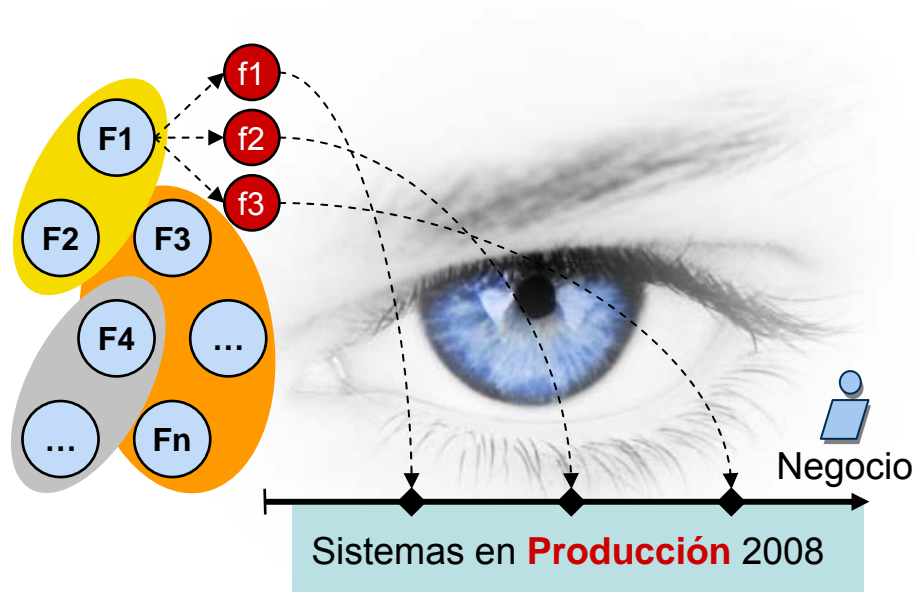 f1
F1
f2
f3
F2
F3
F4
...
...
Fn
Negocio
Sistemas en Producción 2008